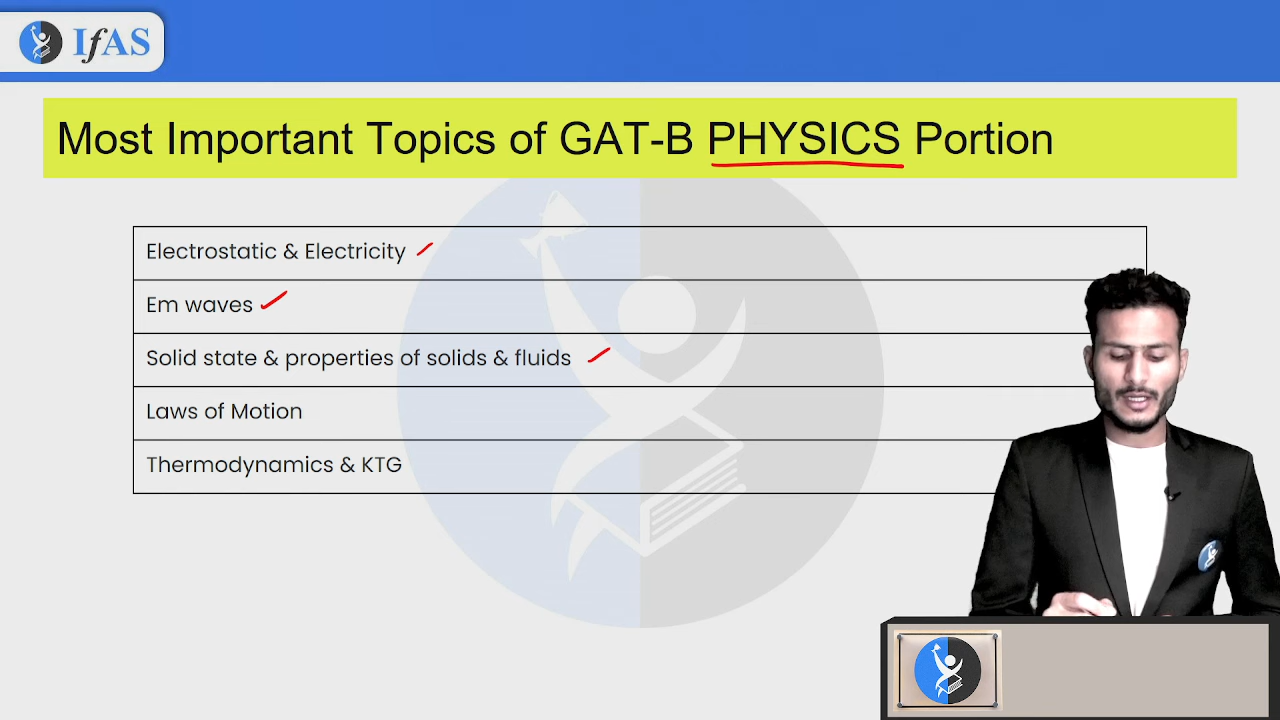 IfAS
Most Important Topics of GAT-B PHYSICS Portion
Electrostatic & Electricity
Em waves
Solid state & properties of solids & fluids
Laws of Motion
Thermodynamics & KTG